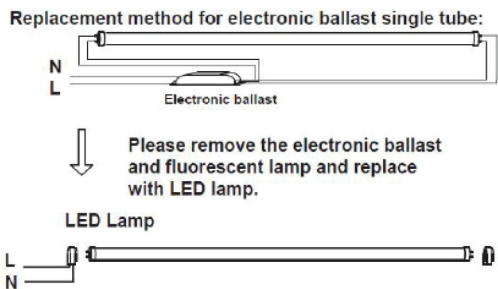 Replacement method for electronic ballast single tube:
N
L
Electronic ballast
Please remove the electronic ballast
and fluorescent lamp and replace
with LED lamp.
LED Lamp
L
N